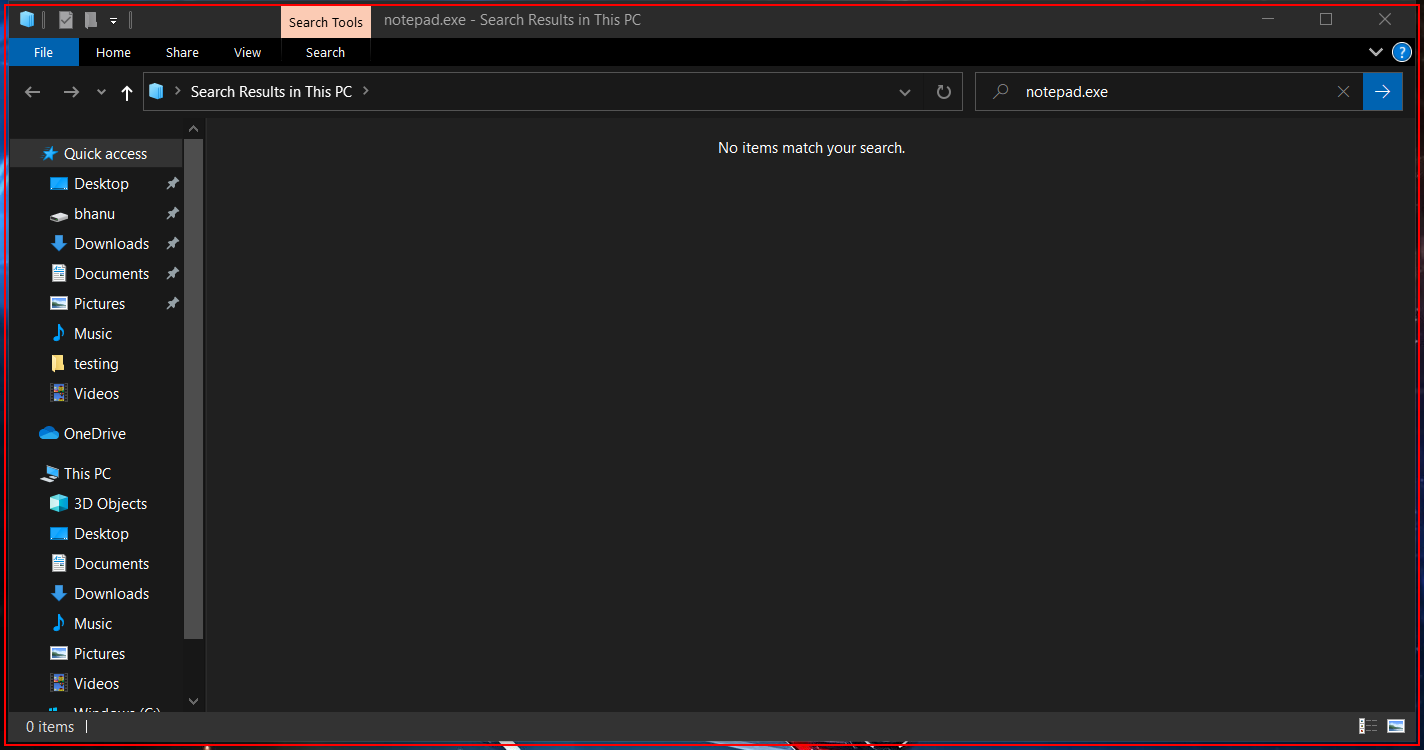 Search Tools
notepad.exe - Search Results in This PC
File
Home
Share
View
Search
?
Search Results in This PC
notepad.exe
No items match your search.
Quick access
Desktop
bhanu
Downloads
Documents
Pictures
Music
testing
Videos
OneDrive
This PC
3D Objects
Desktop
Documents
Downloads
Music
Pictures
Videos
Windows (C:)
0 items